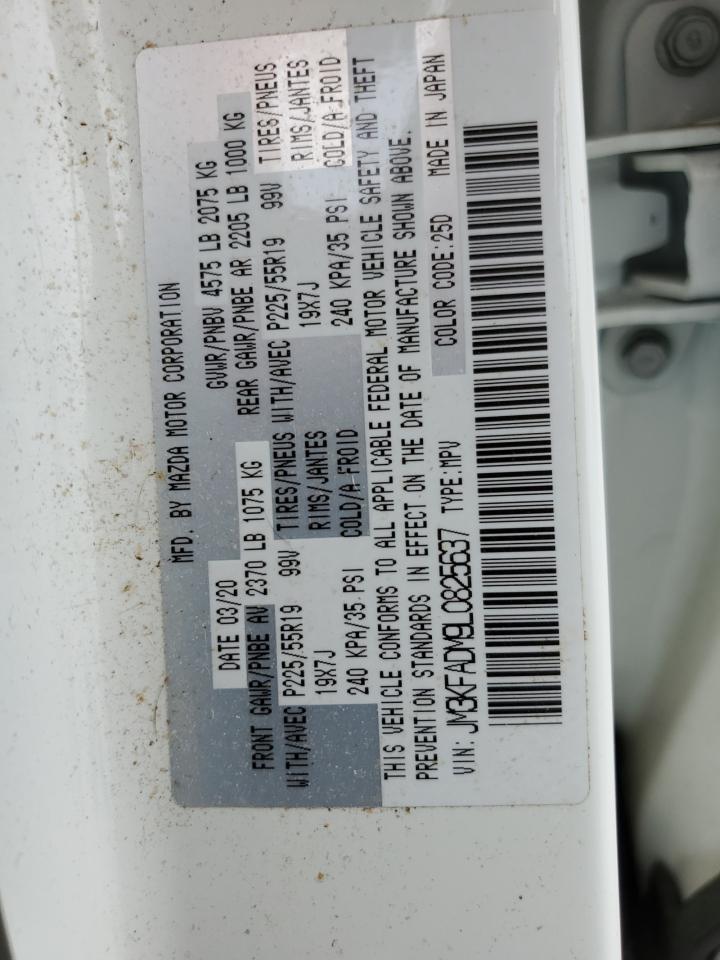 MFD. BY MAZDA MOTOR CORPORATION
DATE 03/20 GVWR/PNBV 4575 LB 2075 KG
FRONT GAWR/PNBE AV 2370 LB 1075 KG REAR GAWR/PNBE AR 2205 LB 1000 KG
WITH/AVEC P225/55R19 99V TIRES/PNEUS WITH/AVEC P225/55R19 99V TIRES/PNEUS
19X7J RIMS/JANTES 19X7J RIMS/JANTES
240 KPA/35 PSI COLD/A FROID 240 KPA/35 PSI COLD/A FROID
THIS VEHICLE CONFORMS TO ALL APPLICABLE FEDERAL MOTOR VEHICLE SAFETY AND THEFT
PREVENTION STANDARDS IN EFFECT ON THE DATE OF MANUFACTURE SHOWN ABOVE.
VIN: JM3KFADM9L0825637 TYPE:MPV COLOR CODE:25D MADE IN JAPAN